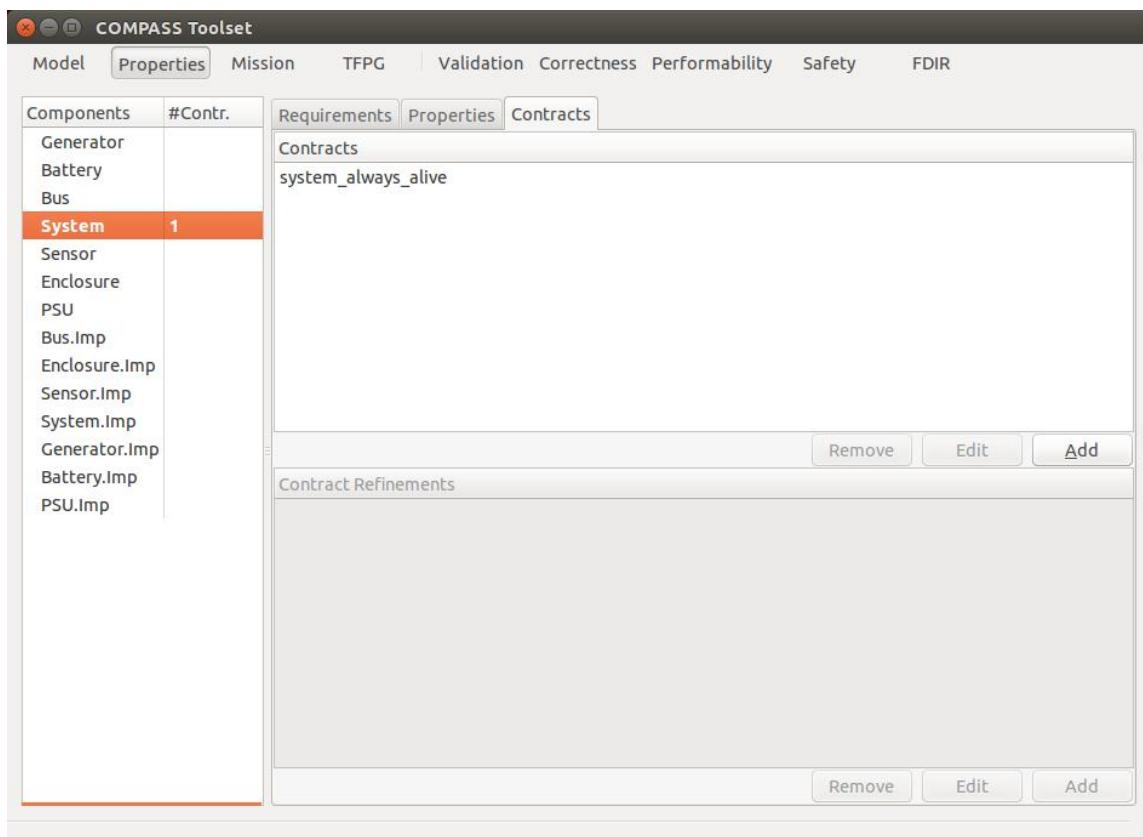 COMPASS Toolset
Model Properties Mission TFPG Validation Correctness Performability Safety FDIR
Components #Contr.
Generator
Battery
Bus
System 1
Sensor
Enclosure
PSU
Bus.Imp
Enclosure.Imp
Sensor.Imp
System.Imp
Generator.Imp
Battery.Imp
PSU.Imp
Requirements Properties Contracts
Contracts
system_always_alive
Remove Edit Add
Contract Refinements
Remove Edit Add